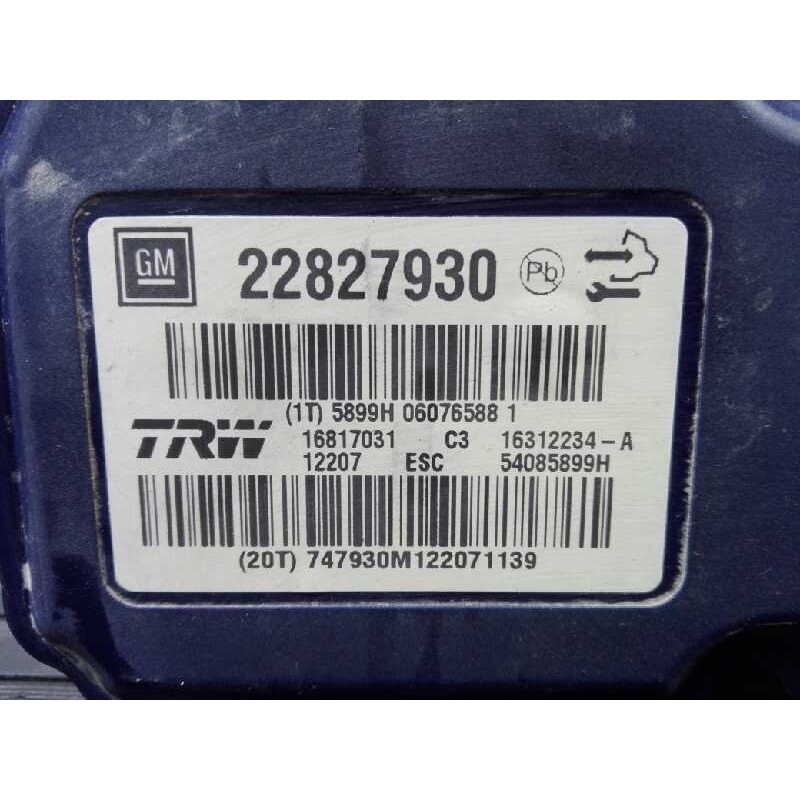 GM 22827930 Pb
(1T) 5899H 06076588 1
TRW 16817031 C3 16312234-A
12207 ESC 54085899H
(20T) 747930M122071139